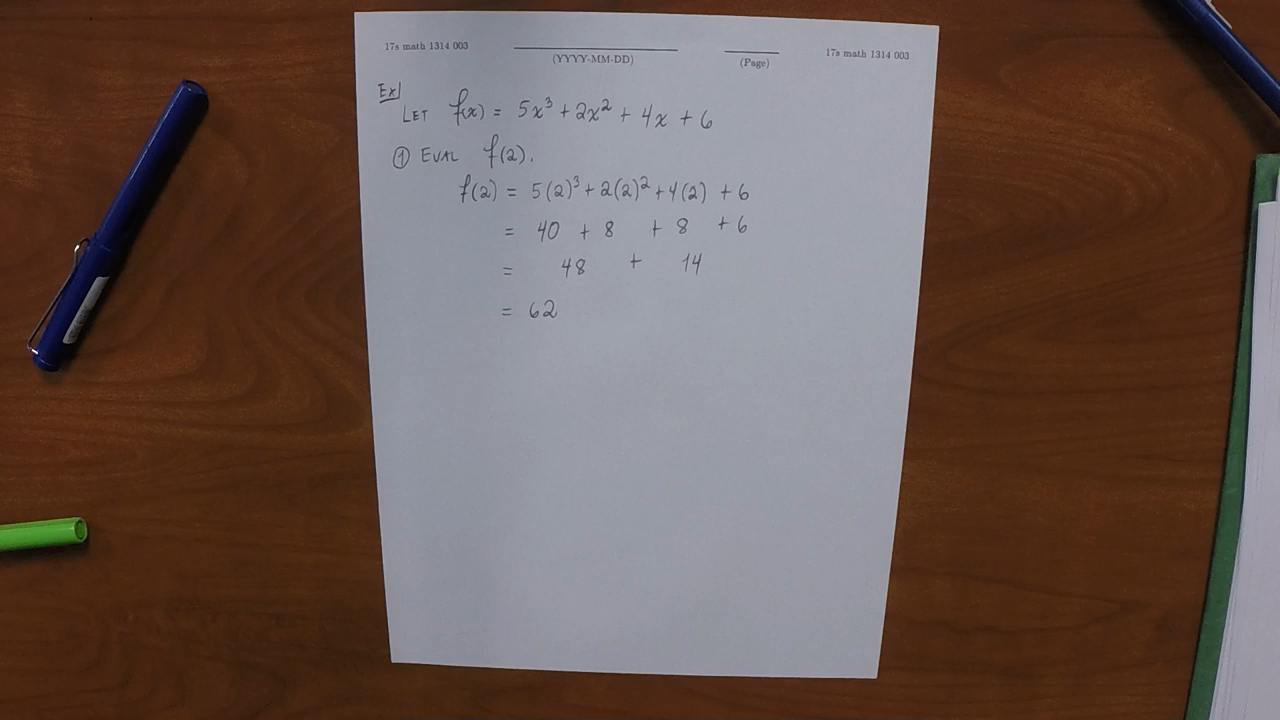 17s math 1314 003 (YYYY-MM-DD) (Page) 17s math 1314 003
Ex1
LET f(x) = 5x³ + 2x² + 4x + 6
① EVAL f(2).
f(2) = 5(2)³ + 2(2)² + 4(2) + 6
= 40 + 8 + 8 + 6
= 48 + 14
= 62